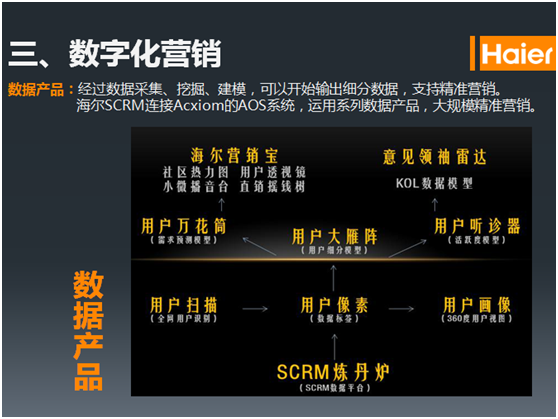 三、数字化营销
Haier
数据产品：经过数据采集、挖掘、建模，可以开始输出细分数据，支持精准营销。
海尔SCRM连接Acxiom的AOS系统，运用系列数据产品，大规模精准营销。
海尔营销宝
社区热力图 用户透视镜
小微播音台 直销摇钱树
意见领袖雷达
KOL数据模型
用户万花筒
（需求预测模型）
用户大雁阵
（用户细分模型）
用户听诊器
（活跃度模型）
用户扫描
（全网用户识别）
用户像素
（数据标签）
用户画像
（360度用户视图）
SCRM炼丹炉
（SCRM数据平台）
数据产品